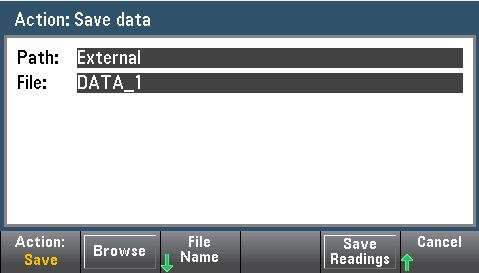 Action: Save data
Path: External
File: DATA_1
Action:
Save
Browse
File
Name
Save
Readings
Cancel